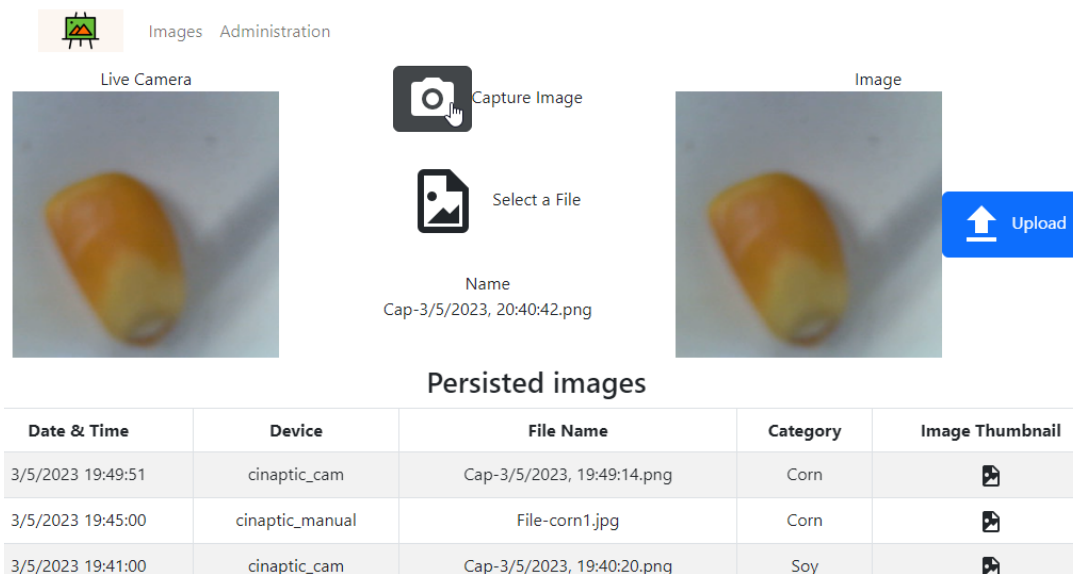 Images Administration
Live Camera
Capture Image
Image
Select a File
Upload
Name
Cap-3/5/2023, 20:40:42.png
Persisted images
Date & Time Device File Name Category Image Thumbnail
3/5/2023 19:49:51 cinaptic_cam Cap-3/5/2023, 19:49:14.png Corn
3/5/2023 19:45:00 cinaptic_manual File-corn1.jpg Corn
3/5/2023 19:41:00 cinaptic_cam Cap-3/5/2023, 19:40:20.png Soy